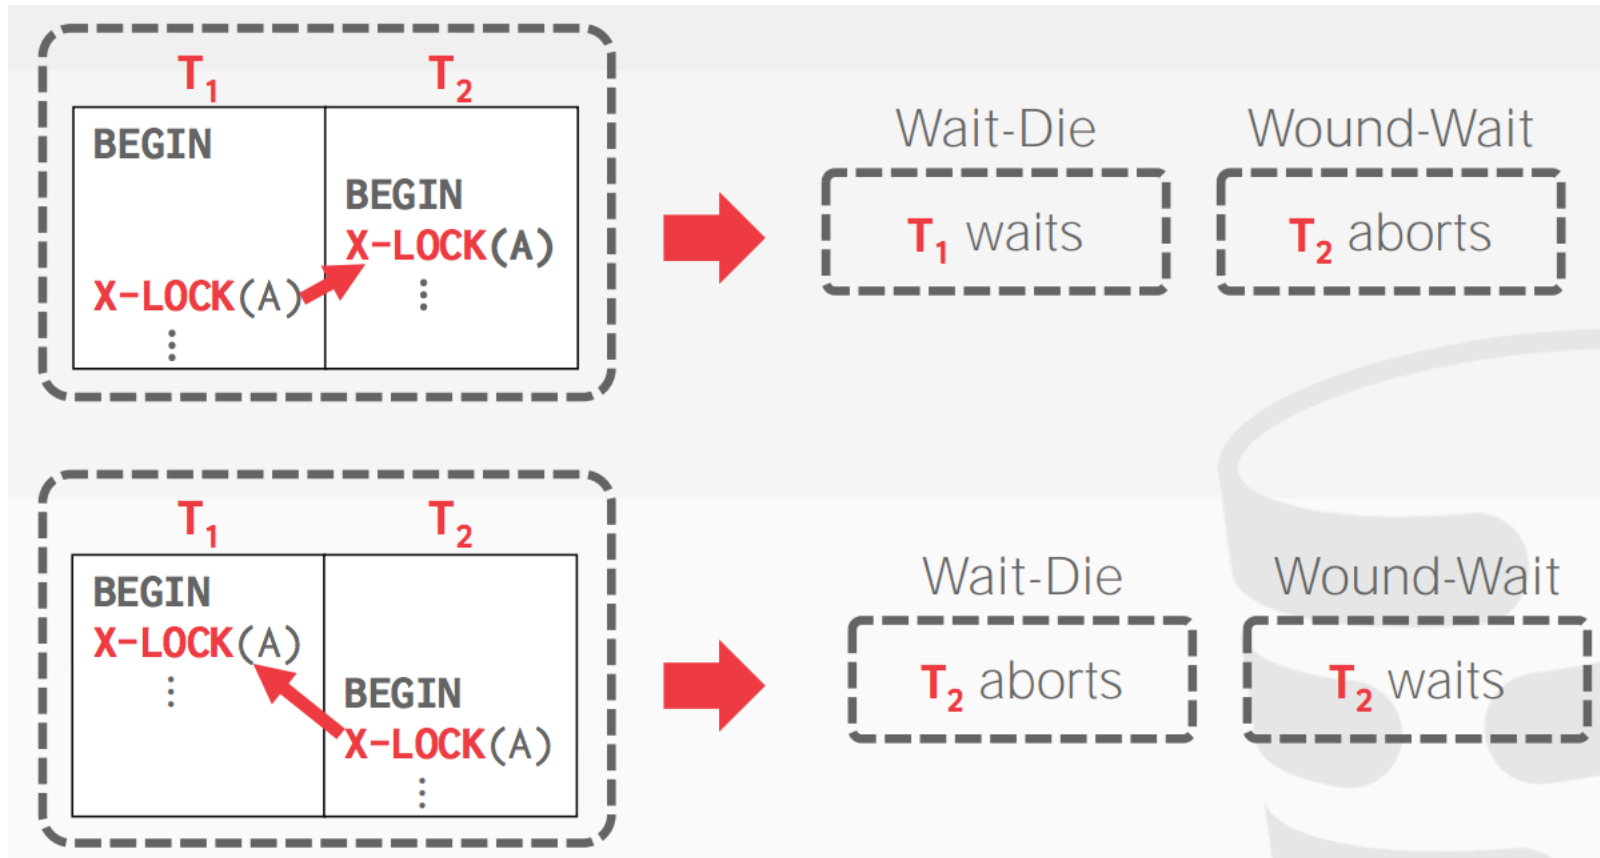 T1 T2
BEGIN
BEGIN
X-LOCK(A)
X-LOCK(A)
⋮
⋮
Wait-Die
T1 waits
Wound-Wait
T2 aborts
T1 T2
BEGIN
X-LOCK(A)
⋮
BEGIN
X-LOCK(A)
⋮
Wait-Die
T2 aborts
Wound-Wait
T2 waits